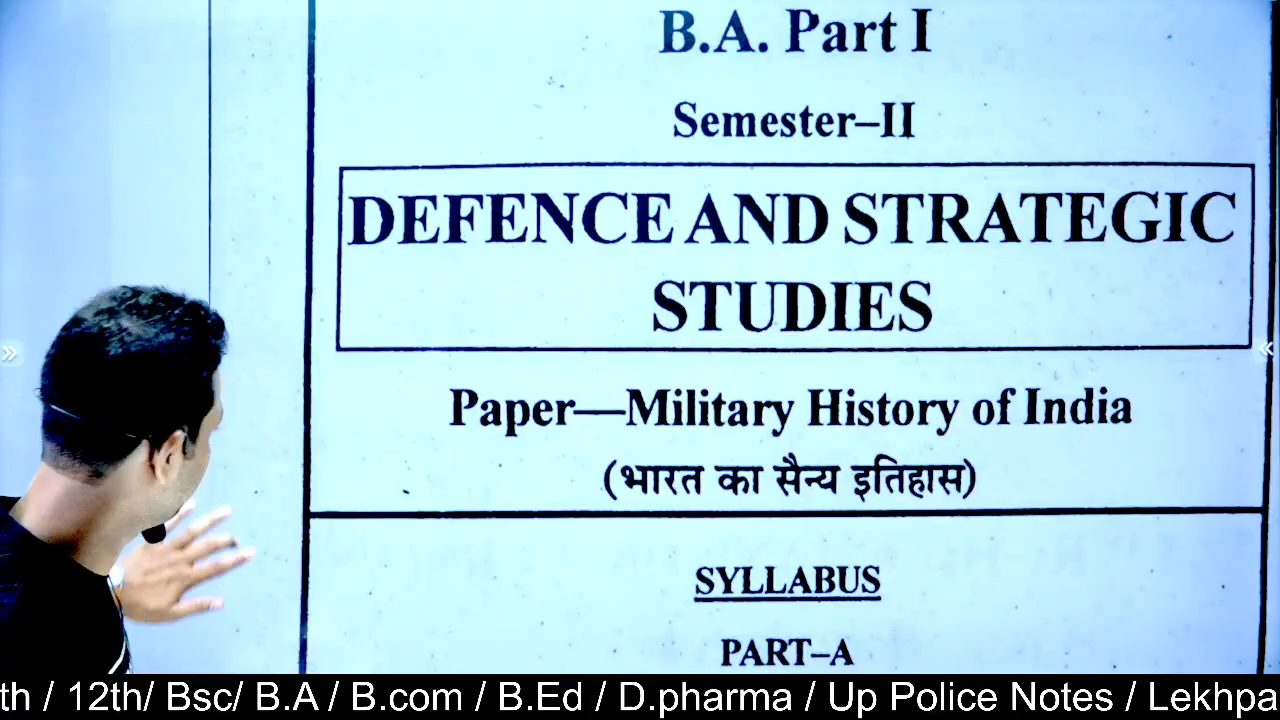 B.A. Part I
Semester–II
DEFENCE AND STRATEGIC
STUDIES
Paper—Military History of India
(भारत का सैन्य इतिहास)
SYLLABUS
PART–A
th / 12th/ Bsc/ B.A / B.com / B.Ed / D.pharma / Up Police Notes / Lekhpa